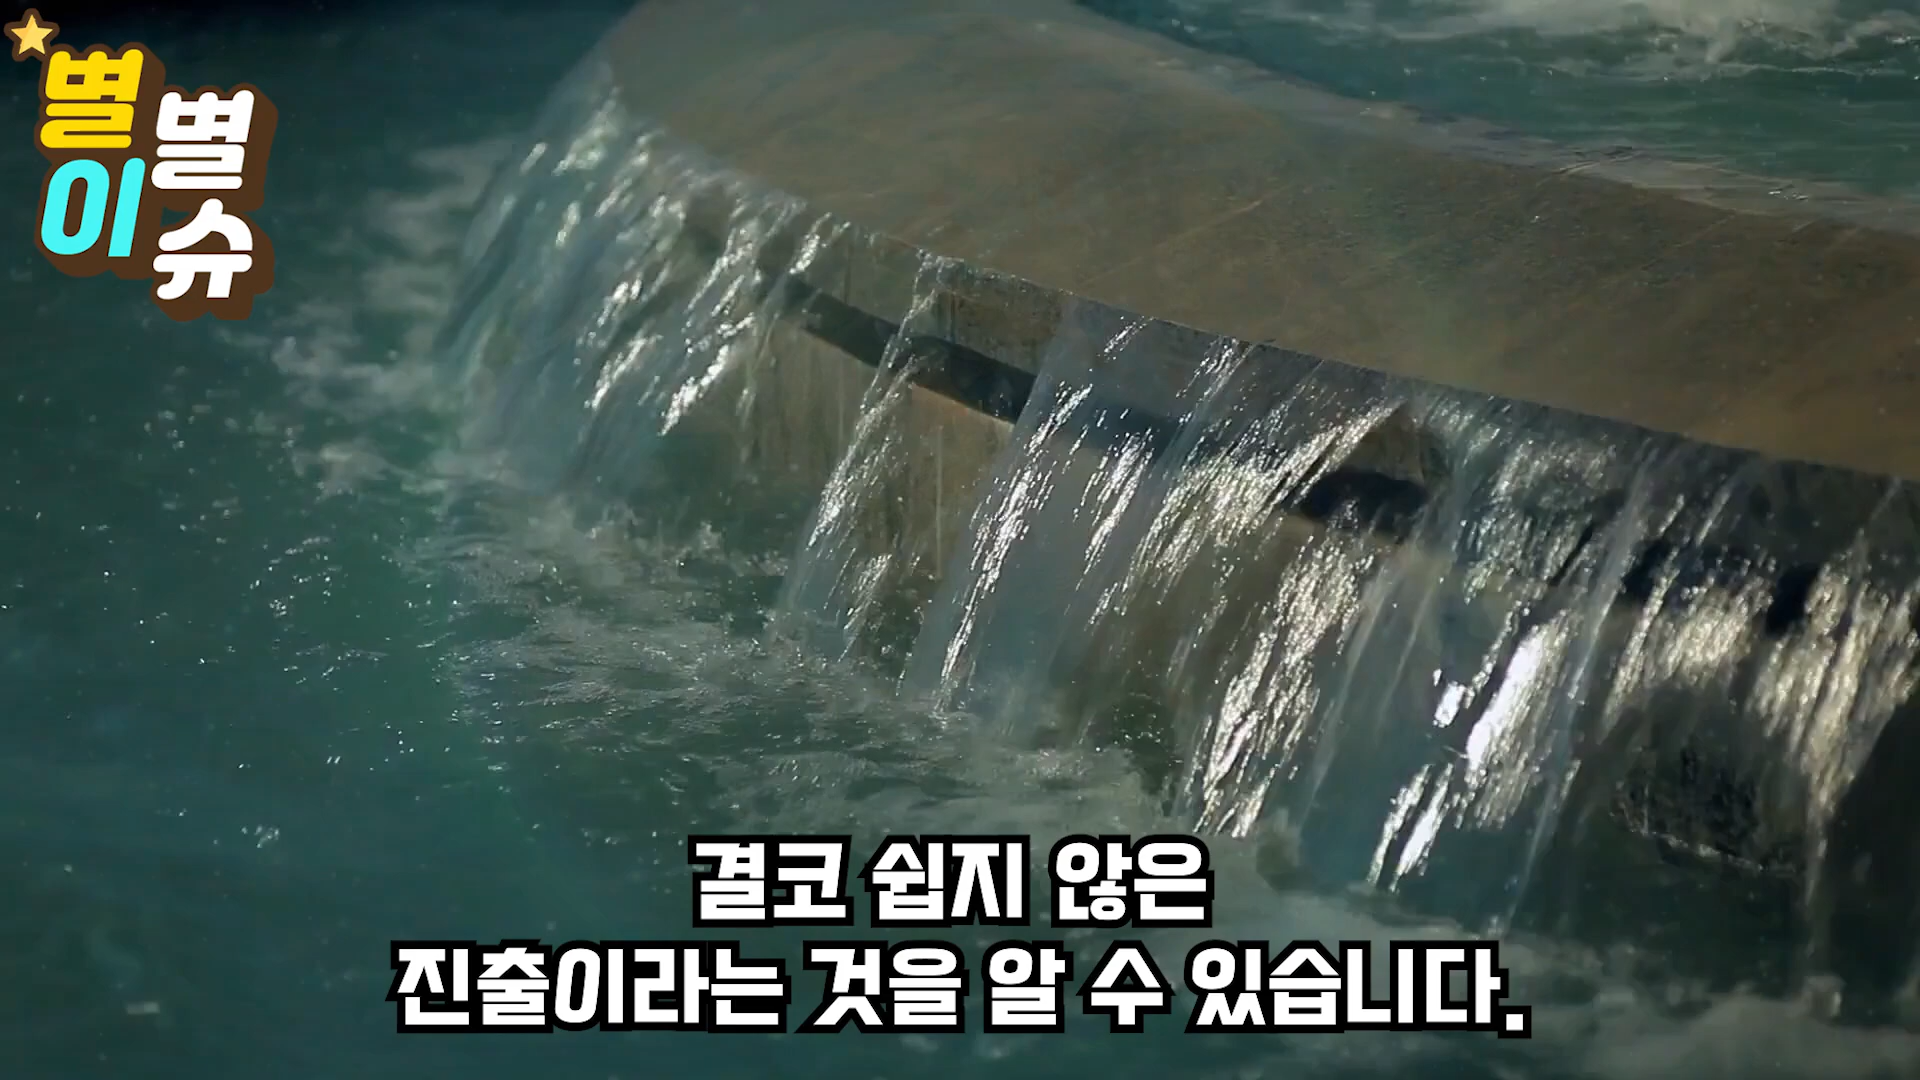 별별
이슈
결코 쉽지 않은
진출이라는 것을 알 수 있습니다.